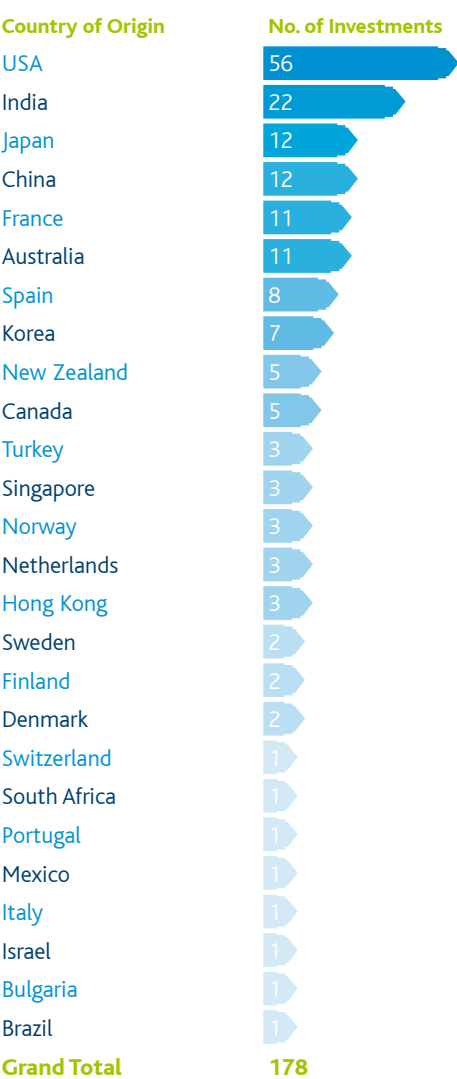 Country of Origin No. of Investments
USA 56
India 22
Japan 12
China 12
France 11
Australia 11
Spain 8
Korea 7
New Zealand 5
Canada 5
Turkey 3
Singapore 3
Norway 3
Netherlands 3
Hong Kong 3
Sweden 2
Finland 2
Denmark 2
Switzerland 1
South Africa 1
Portugal 1
Mexico 1
Italy 1
Israel 1
Bulgaria 1
Brazil 1
Grand Total 178